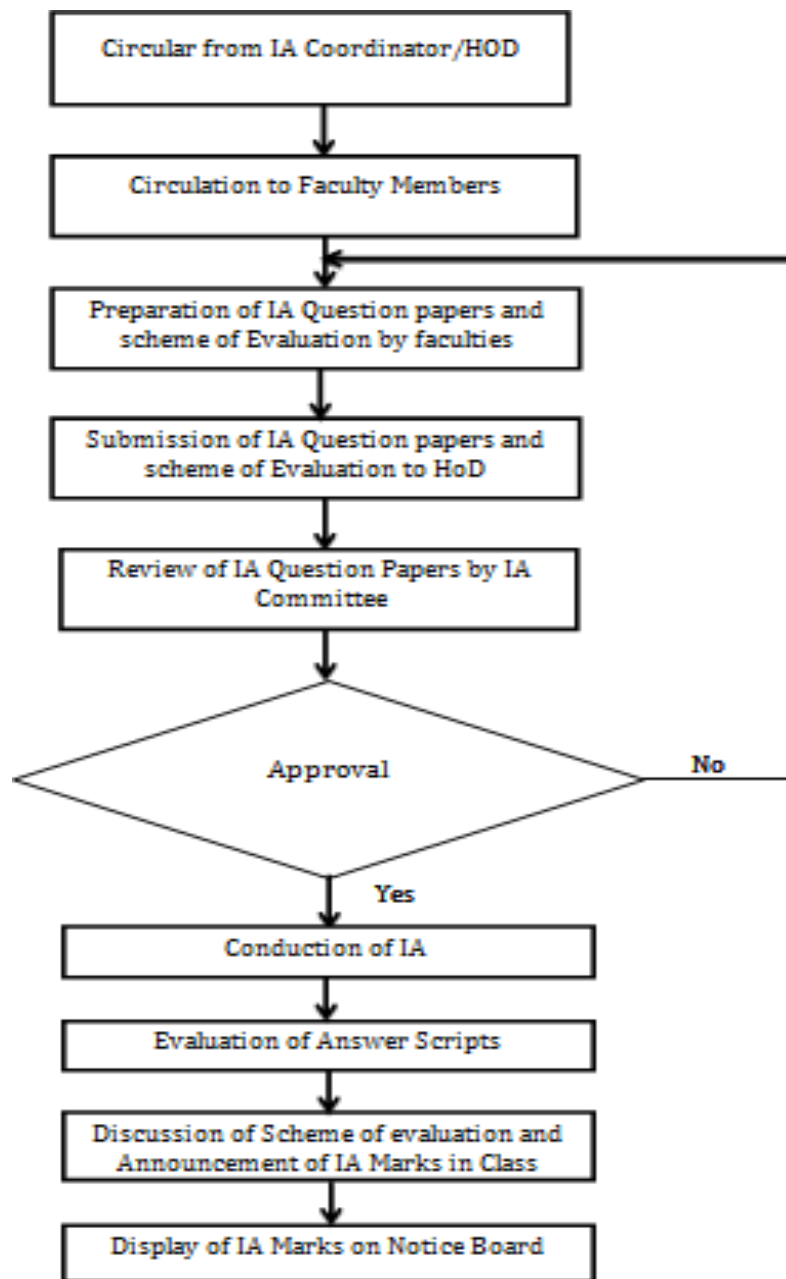 Circular from IA Coordinator/HOD
Circulation to Faculty Members
Preparation of IA Question papers and
scheme of Evaluation by faculties
Submission of IA Question papers and
scheme of Evaluation to HoD
Review of IA Question Papers by IA
Committee
Approval
No
Yes
Conduction of IA
Evaluation of Answer Scripts
Discussion of Scheme of evaluation and
Announcement of IA Marks in Class
Display of IA Marks on Notice Board